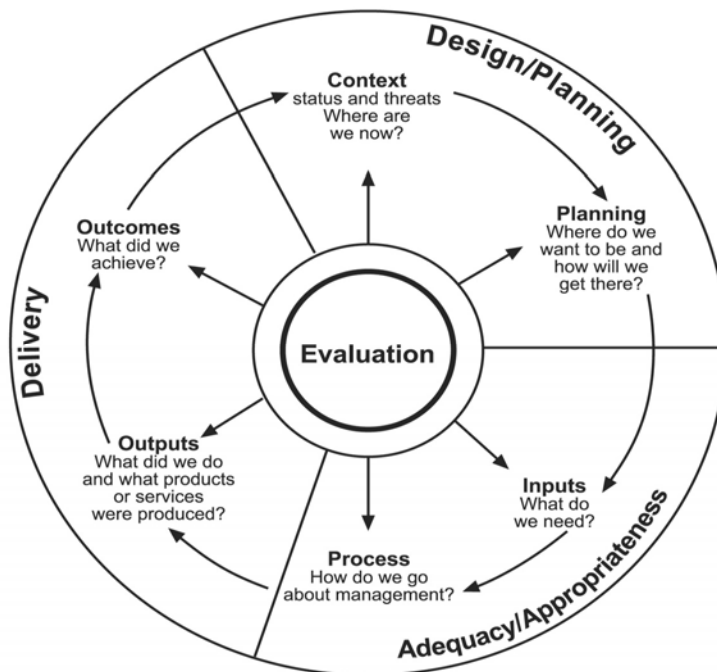 Design/Planning
Context
status and threats
Where are
we now?
Planning
Where do we
want to be and
how will we
get there?
Adequacy/Appropriateness
Inputs
What do
we need?
Process
How do we go
about management?
Delivery
Outputs
What did we do
and what products
or services
were produced?
Outcomes
What did we
achieve?
Evaluation